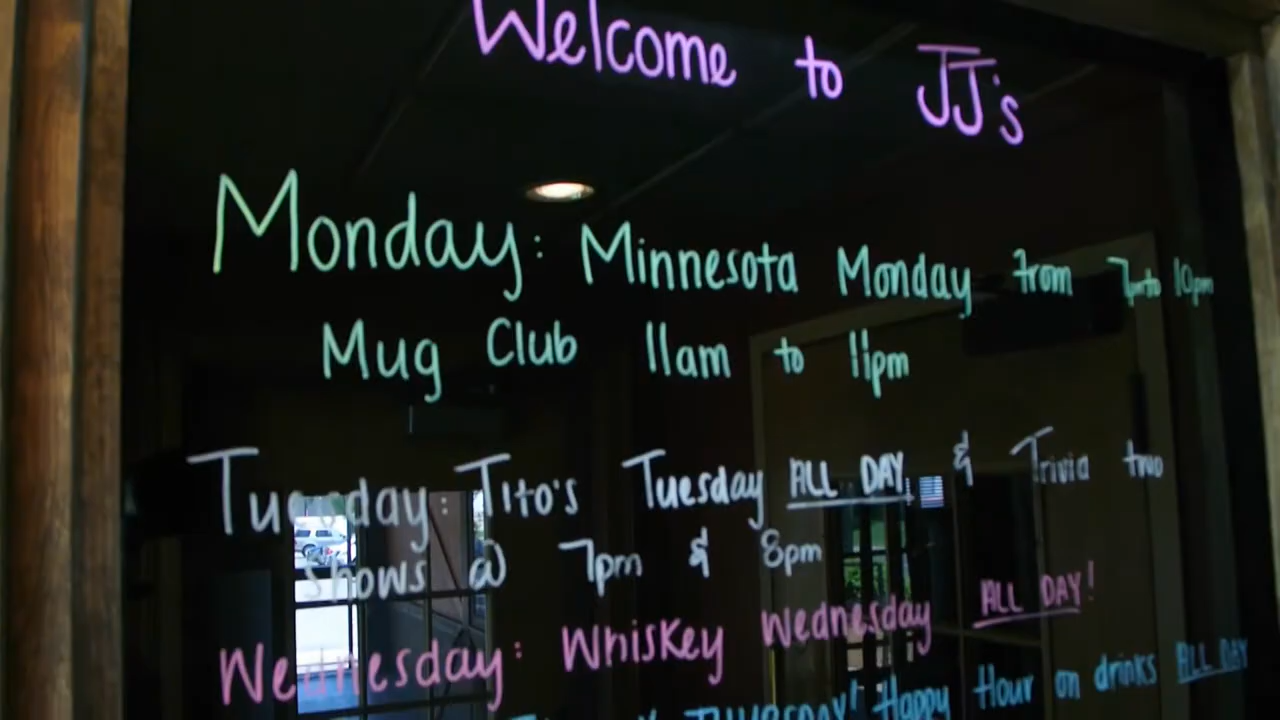 Welcome to JJ's
Monday: Minnesota Monday from 7pm to 10pm
Mug Club 11am to 11pm
Tuesday: Tito's Tuesday ALL DAY & Trivia two
shows @ 7pm & 8pm
Wednesday: Whiskey Wednesday ALL DAY!
THURSDAY! Happy Hour on drinks ALL DAY